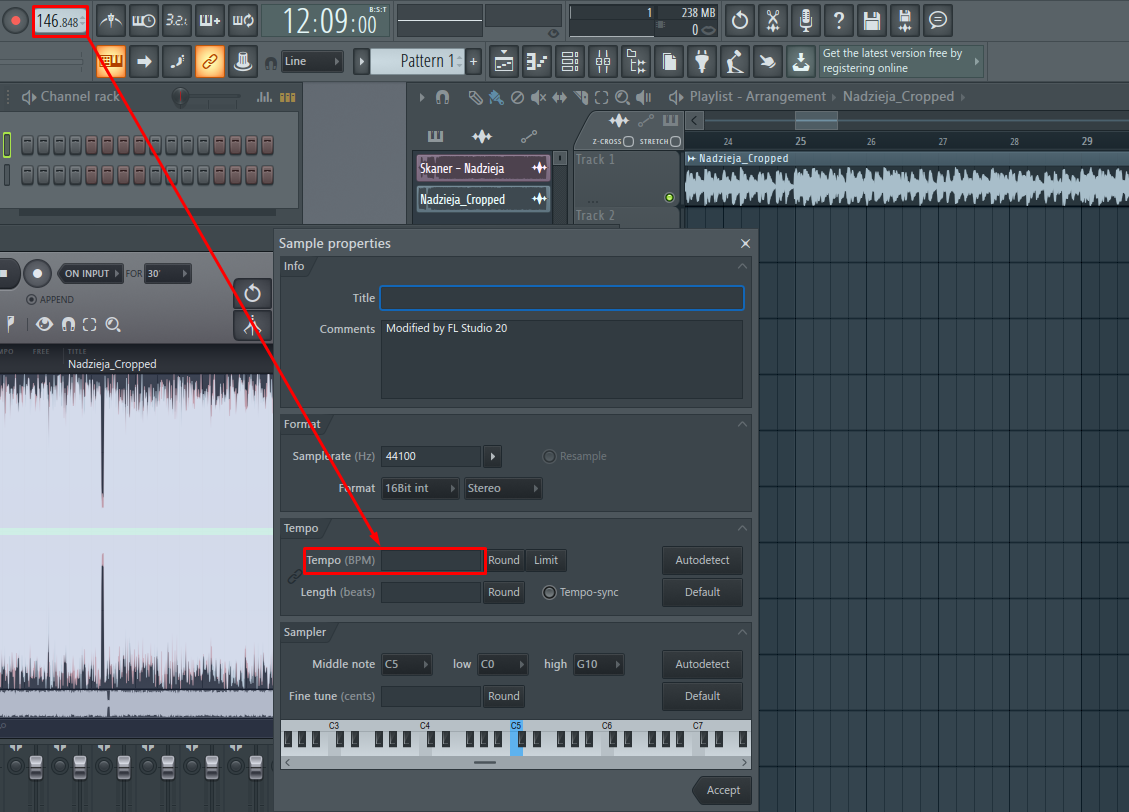 146.848
3.2.
12:09:00
B:S:T
1
238 MB
0
Line
Pattern 1
+
?
Get the latest version free by
registering online
Channel rack
Playlist - Arrangement
Nadzieja_Cropped
Z-CROSS
STRETCH
24
25
26
27
28
29
Track 1
Nadzieja_Cropped
Skaner - Nadzieja
Nadzieja_Cropped
...
Track 2
Sample properties
ON INPUT
FOR
30'
APPEND
FREE
TITLE
Nadzieja_Cropped
Info
Title
Comments
Modified by FL Studio 20
Format
Samplerate (Hz)
44100
Resample
Format
16Bit int
Stereo
Tempo
Tempo (BPM)
Round
Limit
Autodetect
Length (beats)
Round
Tempo-sync
Default
Sampler
Middle note
C5
low
C0
high
G10
Autodetect
Fine tune (cents)
Round
Default
C3
C4
C5
C6
C7
Accept